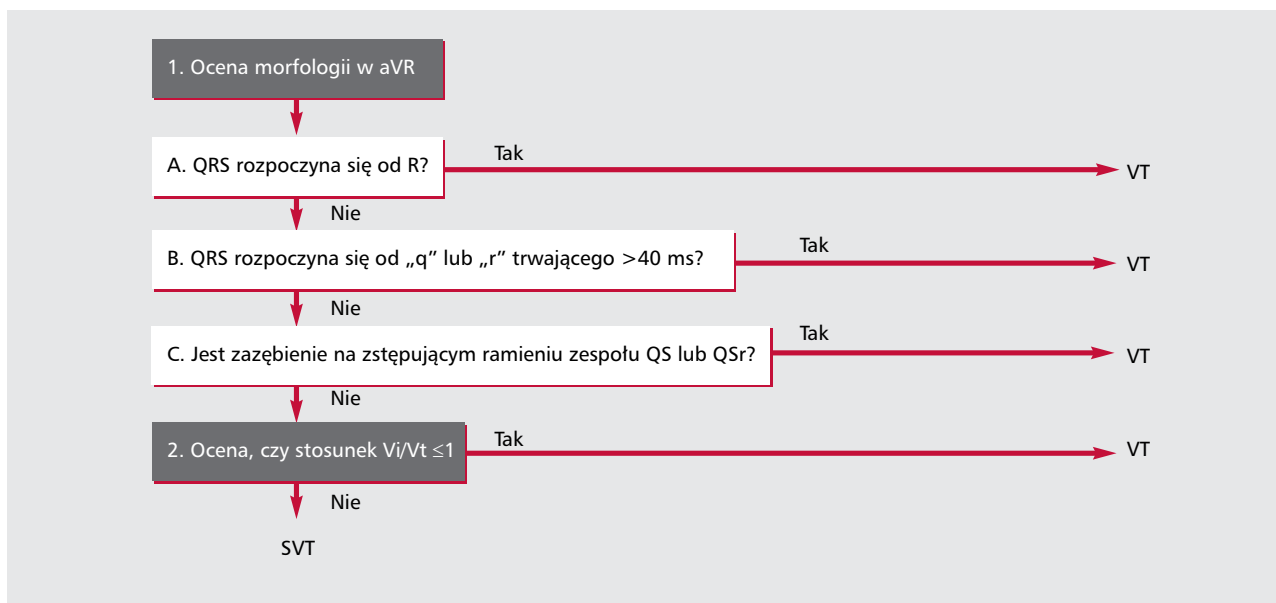 1. Ocena morfologii w aVR
A. QRS rozpoczyna się od R?
Tak
VT
Nie
B. QRS rozpoczyna się od „q” lub „r” trwającego >40 ms?
Tak
VT
Nie
C. Jest zazębienie na zstępującym ramieniu zespołu QS lub QSr?
Tak
VT
Nie
2. Ocena, czy stosunek Vi/Vt ≤1
Tak
VT
Nie
SVT